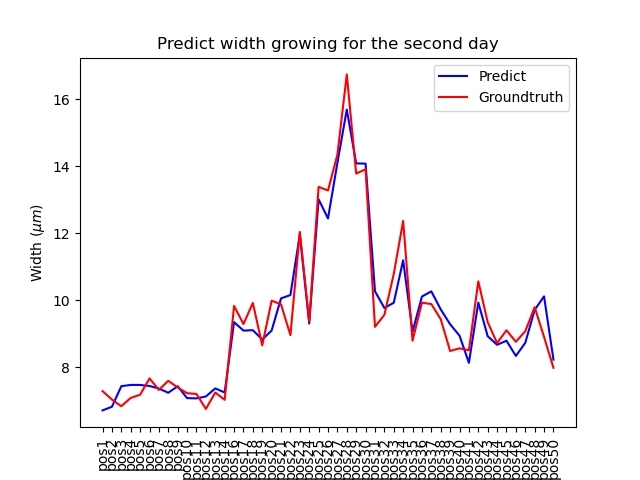 Predict width growing for the second day
Predict
Groundtruth
Width (μm)
16
14
12
10
8
pos1
pos2
pos3
pos4
pos5
pos6
pos7
pos8
pos9
pos10
pos11
pos12
pos13
pos14
pos16
pos17
pos18
pos19
pos20
pos21
pos22
pos23
pos24
pos25
pos26
pos27
pos28
pos29
pos30
pos31
pos32
pos33
pos34
pos35
pos36
pos37
pos38
pos39
pos40
pos41
pos42
pos43
pos44
pos45
pos46
pos47
pos48
pos49
pos50